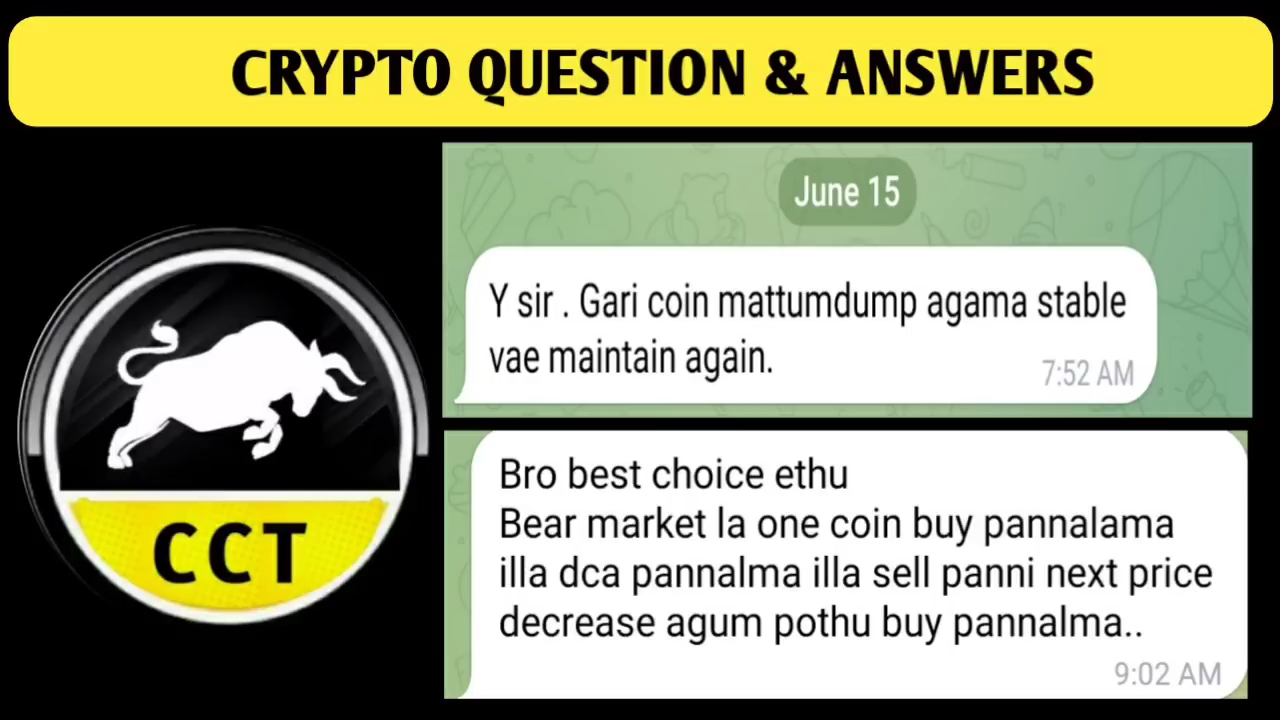 CRYPTO QUESTION & ANSWERS
June 15
Y sir . Gari coin mattumdump agama stable
vae maintain again.
7:52 AM
Bro best choice ethu
Bear market la one coin buy pannalama
illa dca pannalma illa sell panni next price
decrease agum pothu buy pannalma..
9:02 AM
CCT